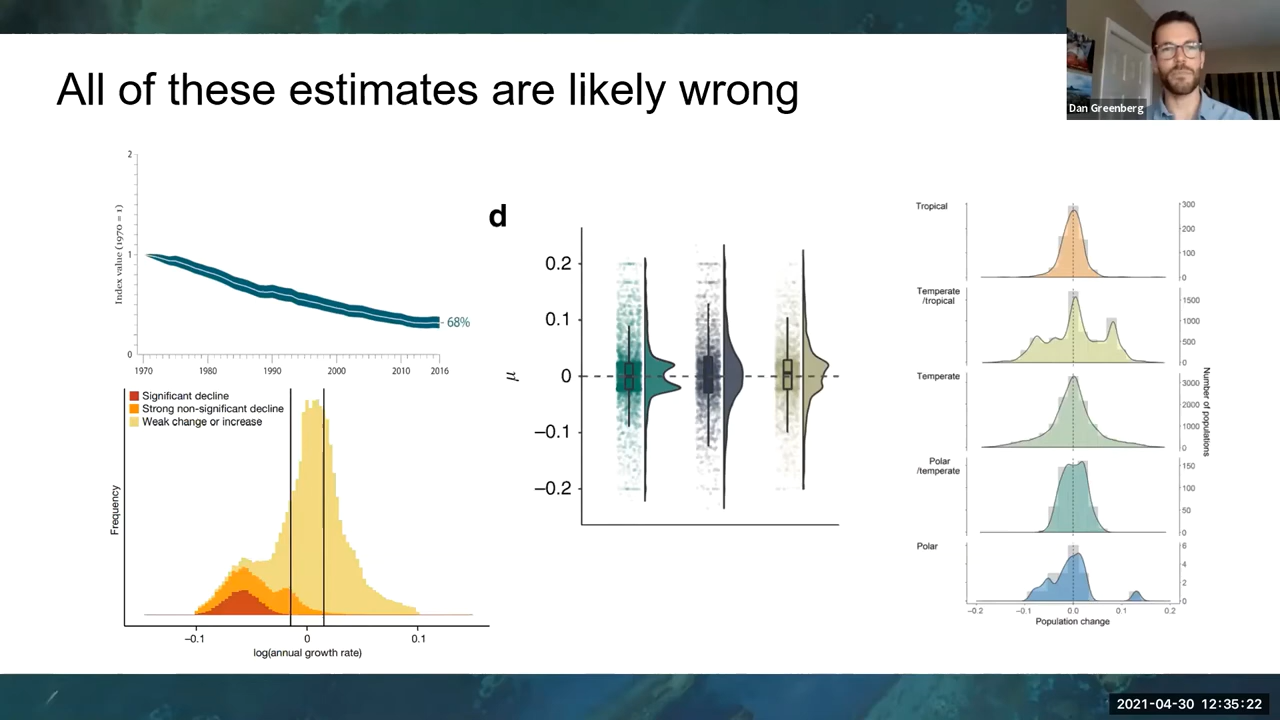 Dan Greenberg
All of these estimates are likely wrong
2
1
0
Index value (1970 = 1)
68%
1970 1980 1990 2000 2010 2016
Significant decline
Strong non-significant decline
Weak change or increase
Frequency
−0.1 0 0.1
log(annual growth rate)
d
0.2
0.1
0
−0.1
−0.2
μ
Tropical
300
200
100
0
Temperate
/tropical
1500
1000
500
0
Temperate
3000
2000
1000
0
Polar
/temperate
150
100
50
0
Polar
6
4
2
0
Number of populations
−0.2 −0.1 0.0 0.1 0.2
Population change
2021-04-30 12:35:22